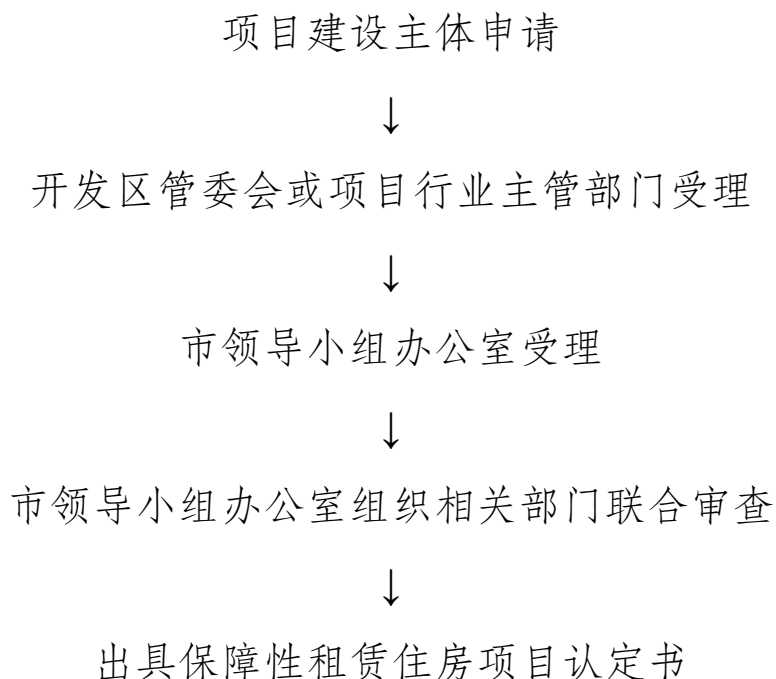 项目建设主体申请
↓
开发区管委会或项目行业主管部门受理
↓
市领导小组办公室受理
↓
市领导小组办公室组织相关部门联合审查
↓
出具保障性租赁住房项目认定书